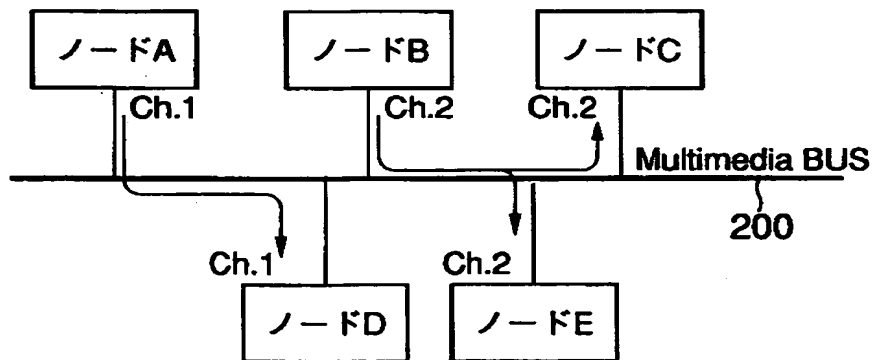 ノードA
ノードB
ノードC
Ch.1
Ch.2
Ch.2
Multimedia BUS
200
Ch.1
Ch.2
ノードD
ノードE